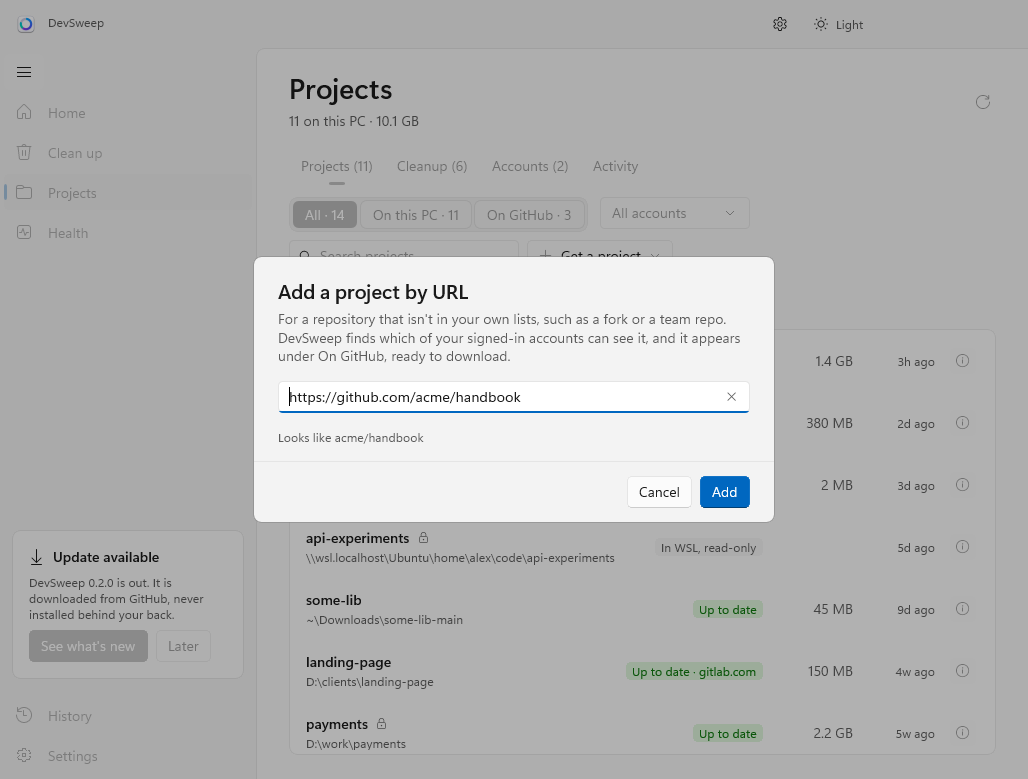 DevSweep
Light
Home
Clean up
Projects
Health
Projects
11 on this PC · 10.1 GB
Projects (11) Cleanup (6) Accounts (2) Activity
All · 14 On this PC · 11 On GitHub · 3 All accounts
Search projects Get a project
Add a project by URL
For a repository that isn't in your own lists, such as a fork or a team repo.
DevSweep finds which of your signed-in accounts can see it, and it appears
under On GitHub, ready to download.
https://github.com/acme/handbook
Looks like acme/handbook
Cancel Add
1.4 GB 3h ago
380 MB 2d ago
2 MB 3d ago
api-experiments
\\wsl.localhost\Ubuntu\home\alex\code\api-experiments
In WSL, read-only 5d ago
some-lib
~\Downloads\some-lib-main
Up to date 45 MB 9d ago
landing-page
D:\clients\landing-page
Up to date · gitlab.com 150 MB 4w ago
payments
D:\work\payments
Up to date 2.2 GB 5w ago
Update available
DevSweep 0.2.0 is out. It is
downloaded from GitHub, never
installed behind your back.
See what's new Later
History
Settings